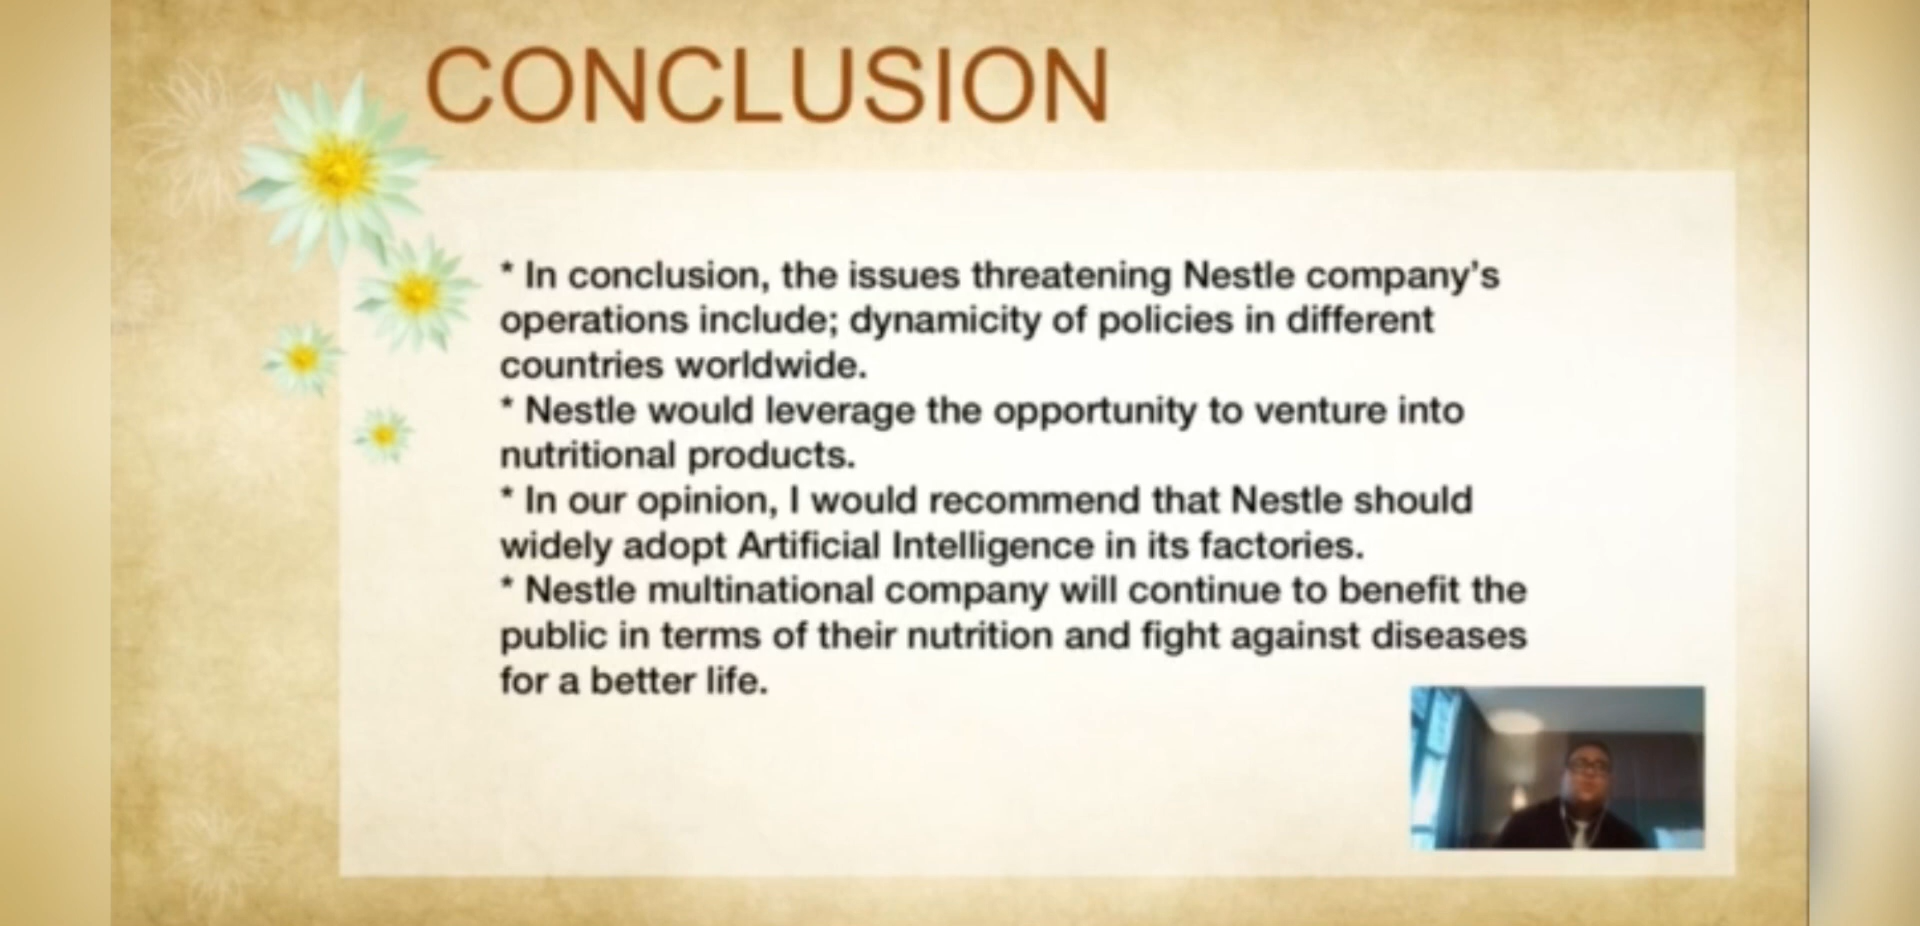 CONCLUSION
* In conclusion, the issues threatening Nestle company's
operations include; dynamicity of policies in different
countries worldwide.
* Nestle would leverage the opportunity to venture into
nutritional products.
* In our opinion, I would recommend that Nestle should
widely adopt Artificial Intelligence in its factories.
* Nestle multinational company will continue to benefit the
public in terms of their nutrition and fight against diseases
for a better life.